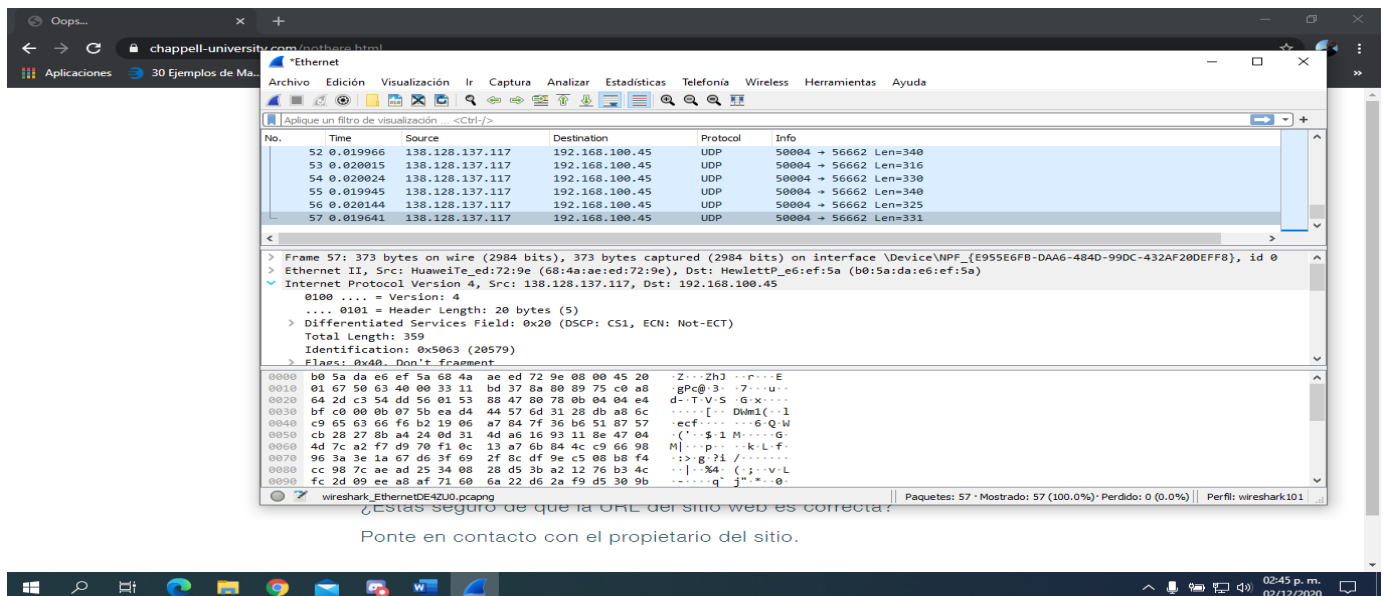 Oops...
chappell-university.com/nothere.html
Aplicaciones 30 Ejemplos de Ma...
*Ethernet
Archivo Edición Visualización Ir Captura Analizar Estadísticas Telefonía Wireless Herramientas Ayuda
Aplique un filtro de visualización ... <Ctrl-/>
No. Time Source Destination Protocol Info
52 0.019966 138.128.137.117 192.168.100.45 UDP 50004 → 56662 Len=340
53 0.020015 138.128.137.117 192.168.100.45 UDP 50004 → 56662 Len=316
54 0.020024 138.128.137.117 192.168.100.45 UDP 50004 → 56662 Len=330
55 0.019945 138.128.137.117 192.168.100.45 UDP 50004 → 56662 Len=340
56 0.020144 138.128.137.117 192.168.100.45 UDP 50004 → 56662 Len=325
57 0.019641 138.128.137.117 192.168.100.45 UDP 50004 → 56662 Len=331
> Frame 57: 373 bytes on wire (2984 bits), 373 bytes captured (2984 bits) on interface \Device\NPF_{E955E6FB-DAA6-484D-99DC-432AF20DEFF8}, id 0
> Ethernet II, Src: HuaweiTe_ed:72:9e (68:4a:ae:ed:72:9e), Dst: HewlettP_e6:ef:5a (b0:5a:da:e6:ef:5a)
Internet Protocol Version 4, Src: 138.128.137.117, Dst: 192.168.100.45
0100 .... = Version: 4
.... 0101 = Header Length: 20 bytes (5)
> Differentiated Services Field: 0x20 (DSCP: CS1, ECN: Not-ECT)
Total Length: 359
Identification: 0x5063 (20579)
> Flags: 0x40, Don't fragment
0000 b0 5a da e6 ef 5a 68 4a ae ed 72 9e 08 00 45 20 ·Z···ZhJ ··r···E
0010 01 67 50 63 40 00 33 11 bd 37 8a 80 89 75 c0 a8 ·gPc@·3· ·7···u··
0020 64 2d c3 54 dd 56 01 53 88 47 80 78 0b 04 04 e4 d-·T·V·S ·G·x····
0030 bf c0 00 0b 07 5b ea d4 44 57 6d 31 28 db a8 6c ·····[·· DWm1(··l
0040 c9 65 63 66 f6 b2 19 06 a7 84 7f 36 b6 51 87 57 ·ecf···· ···6·Q·W
0050 cb 28 27 8b a4 24 0d 31 4d a6 16 93 11 8e 47 04 ·('··$·1 M·····G·
0060 4d 7c a2 f7 d9 70 f1 0c 13 a7 6b 84 4c c9 66 98 M|···p·· ··k·L·f·
0070 96 3a 3e 1a 67 d6 3f 69 2f 8c df 9e c5 08 b8 f4 ·:>·g·?i /·······
0080 cc 98 7c ae ad 25 34 08 28 d5 3b a2 12 76 b3 4c ··|··%4· (·;··v·L
0090 fc 2d 09 ee a8 af 71 60 6a 22 d6 2a f9 d5 30 9b ·-····q` j"·*··0·
wireshark_EthernetDE4ZU0.pcapng Paquetes: 57 · Mostrado: 57 (100.0%) · Perdido: 0 (0.0%) Perfil: wireshark101
¿Estás seguro de que la URL del sitio web es correcta?
Ponte en contacto con el propietario del sitio.
02:45 p. m.
02/12/2020